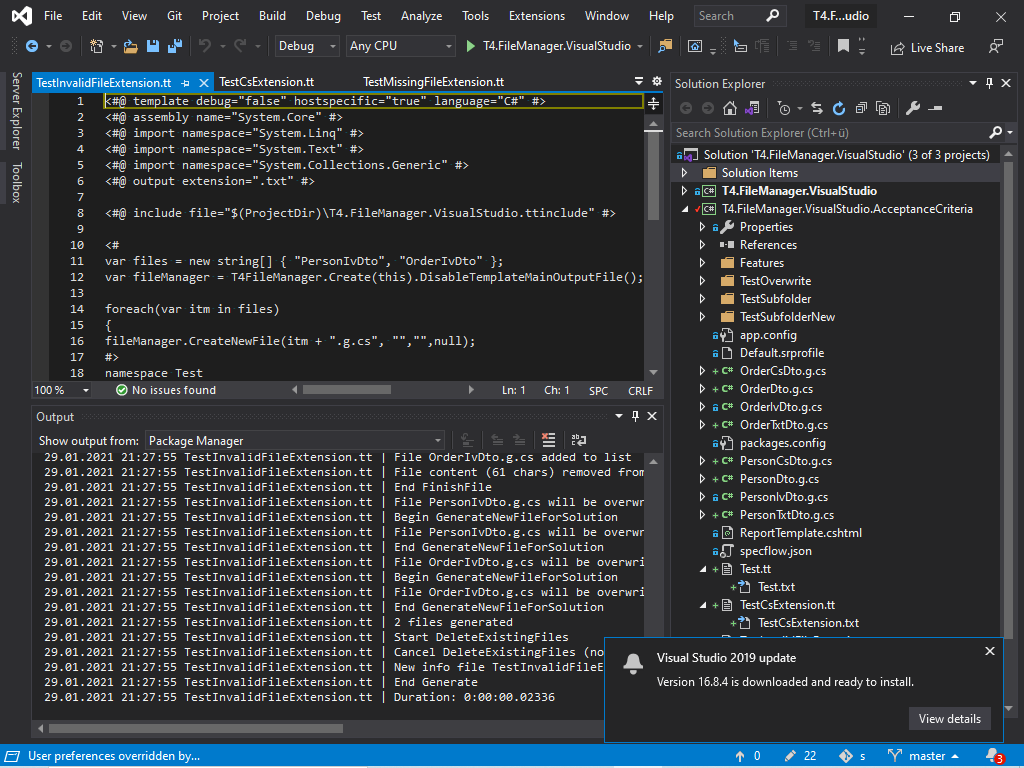 File Edit View Git Project Build Debug Test Analyze Tools Extensions Window Help Search T4.F...udio
Debug Any CPU T4.FileManager.VisualStudio Live Share
Server Explorer
Toolbox
TestInvalidFileExtension.tt TestCsExtension.tt TestMissingFileExtension.tt
1 <#@ template debug="false" hostspecific="true" language="C#" #>
2 <#@ assembly name="System.Core" #>
3 <#@ import namespace="System.Linq" #>
4 <#@ import namespace="System.Text" #>
5 <#@ import namespace="System.Collections.Generic" #>
6 <#@ output extension=".txt" #>
7
8 <#@ include file="$(ProjectDir)\T4.FileManager.VisualStudio.ttinclude" #>
9
10 <#
11 var files = new string[] { "PersonIvDto", "OrderIvDto" };
12 var fileManager = T4FileManager.Create(this).DisableTemplateMainOutputFile();
13
14 foreach(var itm in files)
15 {
16 fileManager.CreateNewFile(itm + ".g.cs", "","",null);
17 #>
18 namespace Test
100 % No issues found Ln: 1 Ch: 1 SPC CRLF
Output
Show output from: Package Manager
29.01.2021 21:27:55 TestInvalidFileExtension.tt | File OrderIvDto.g.cs added to list
29.01.2021 21:27:55 TestInvalidFileExtension.tt | File content (61 chars) removed from
29.01.2021 21:27:55 TestInvalidFileExtension.tt | End FinishFile
29.01.2021 21:27:55 TestInvalidFileExtension.tt | File PersonIvDto.g.cs will be overwr
29.01.2021 21:27:55 TestInvalidFileExtension.tt | Begin GenerateNewFileForSolution
29.01.2021 21:27:55 TestInvalidFileExtension.tt | File PersonIvDto.g.cs will be overwr
29.01.2021 21:27:55 TestInvalidFileExtension.tt | End GenerateNewFileForSolution
29.01.2021 21:27:55 TestInvalidFileExtension.tt | File OrderIvDto.g.cs will be overwri
29.01.2021 21:27:55 TestInvalidFileExtension.tt | Begin GenerateNewFileForSolution
29.01.2021 21:27:55 TestInvalidFileExtension.tt | File OrderIvDto.g.cs will be overwri
29.01.2021 21:27:55 TestInvalidFileExtension.tt | End GenerateNewFileForSolution
29.01.2021 21:27:55 TestInvalidFileExtension.tt | 2 files generated
29.01.2021 21:27:55 TestInvalidFileExtension.tt | Start DeleteExistingFiles
29.01.2021 21:27:55 TestInvalidFileExtension.tt | Cancel DeleteExistingFiles (no
29.01.2021 21:27:55 TestInvalidFileExtension.tt | New info file TestInvalidFileE
29.01.2021 21:27:55 TestInvalidFileExtension.tt | End Generate
29.01.2021 21:27:55 TestInvalidFileExtension.tt | Duration: 0:00:00.02336
Solution Explorer
Search Solution Explorer (Ctrl+ü)
Solution 'T4.FileManager.VisualStudio' (3 of 3 projects)
Solution Items
C# T4.FileManager.VisualStudio
C# T4.FileManager.VisualStudio.AcceptanceCriteria
Properties
References
Features
TestOverwrite
TestSubfolder
TestSubfolderNew
app.config
Default.srprofile
C# OrderCsDto.g.cs
C# OrderDto.g.cs
C# OrderIvDto.g.cs
C# OrderTxtDto.g.cs
packages.config
C# PersonCsDto.g.cs
C# PersonDto.g.cs
C# PersonIvDto.g.cs
C# PersonTxtDto.g.cs
ReportTemplate.cshtml
specflow.json
Test.tt
Test.txt
TestCsExtension.tt
TestCsExtension.txt
Visual Studio 2019 update
Version 16.8.4 is downloaded and ready to install.
View details
User preferences overridden by... 0 22 s master 3